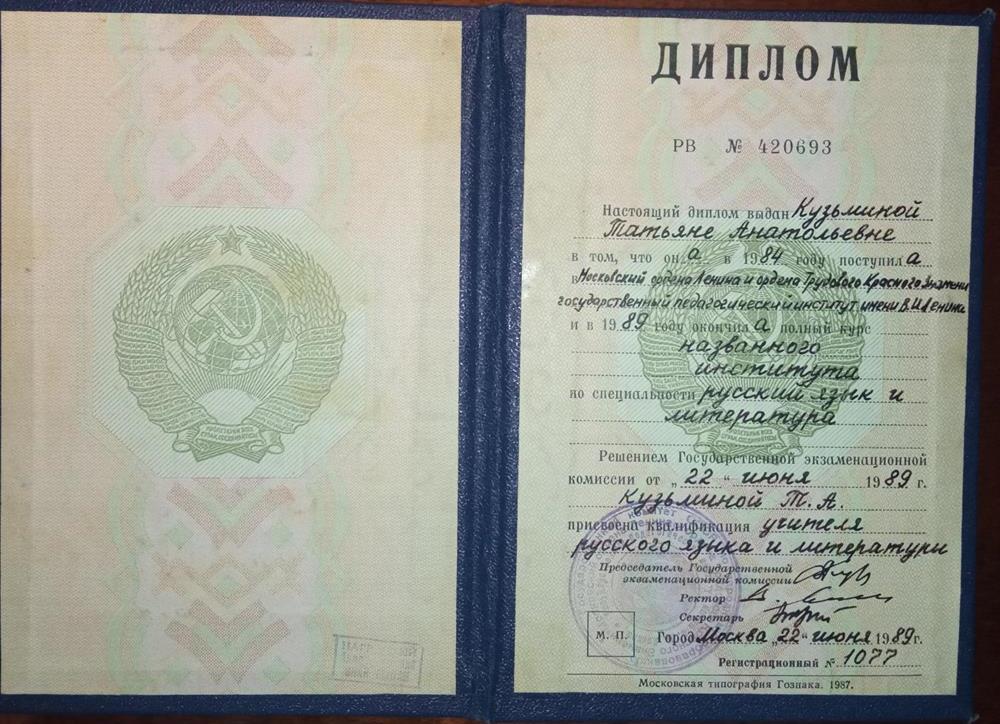 ДИПЛОМ
РВ № 420693
Настоящий диплом выдан Кузьминой
Татьяне Анатольевне
в том, что он а в 1984 году поступил а
в Московский ордена Ленина и ордена Трудового Красного Знамени
государственный педагогический институт имени В.И.Ленина
и в 1989 году окончил а полный курс
названного
института
по специальности русский язык и
литература
Решением Государственной экзаменационной
комиссии от „22“ июня 1989 г.
Кузьминой Т. А.
присвоена квалификация учителя
русского языка и литературы
Председатель Государственной
экзаменационной комиссии
Ректор
Секретарь
М. П.
Город Москва „22“ июня 1989 г.
Регистрационный № 1077
Московская типография Гознака. 1987.